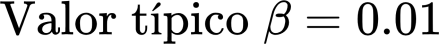 Valor típico β = 0.01